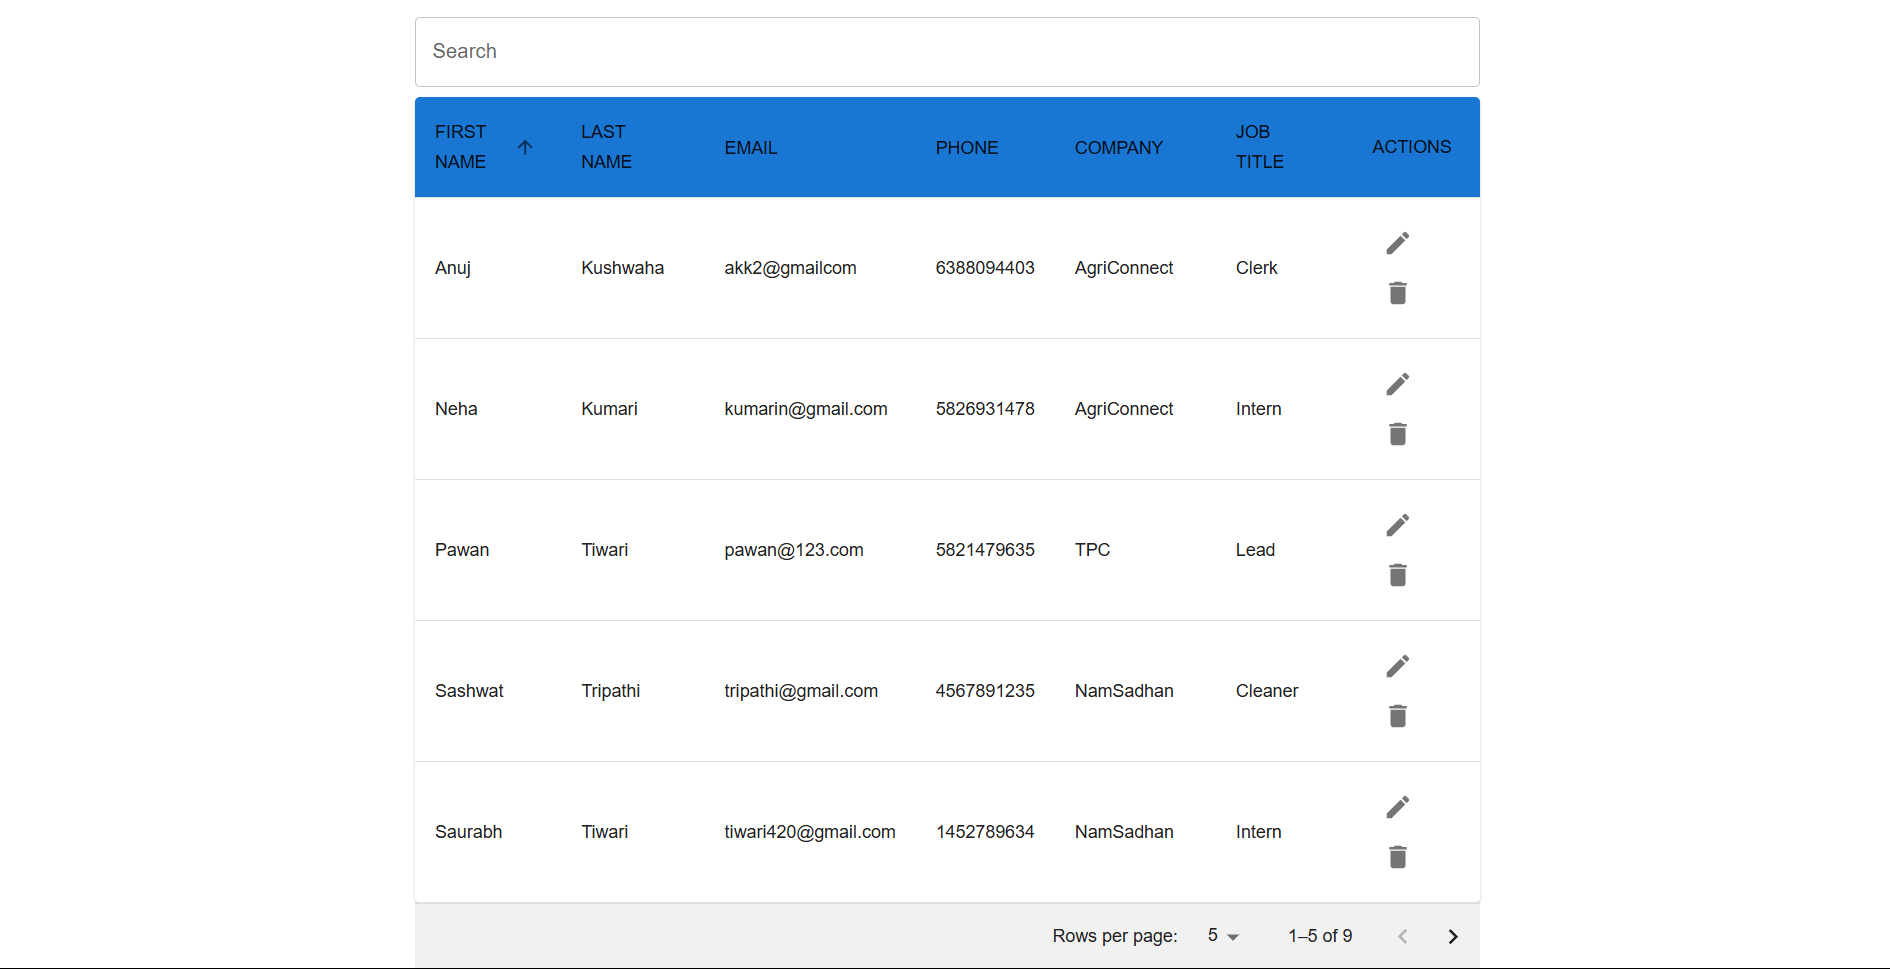 Search
FIRST NAME LAST NAME EMAIL PHONE COMPANY JOB TITLE ACTIONS
Anuj Kushwaha akk2@gmailcom 6388094403 AgriConnect Clerk
Neha Kumari kumarin@gmail.com 5826931478 AgriConnect Intern
Pawan Tiwari pawan@123.com 5821479635 TPC Lead
Sashwat Tripathi tripathi@gmail.com 4567891235 NamSadhan Cleaner
Saurabh Tiwari tiwari420@gmail.com 1452789634 NamSadhan Intern
Rows per page: 5 1–5 of 9